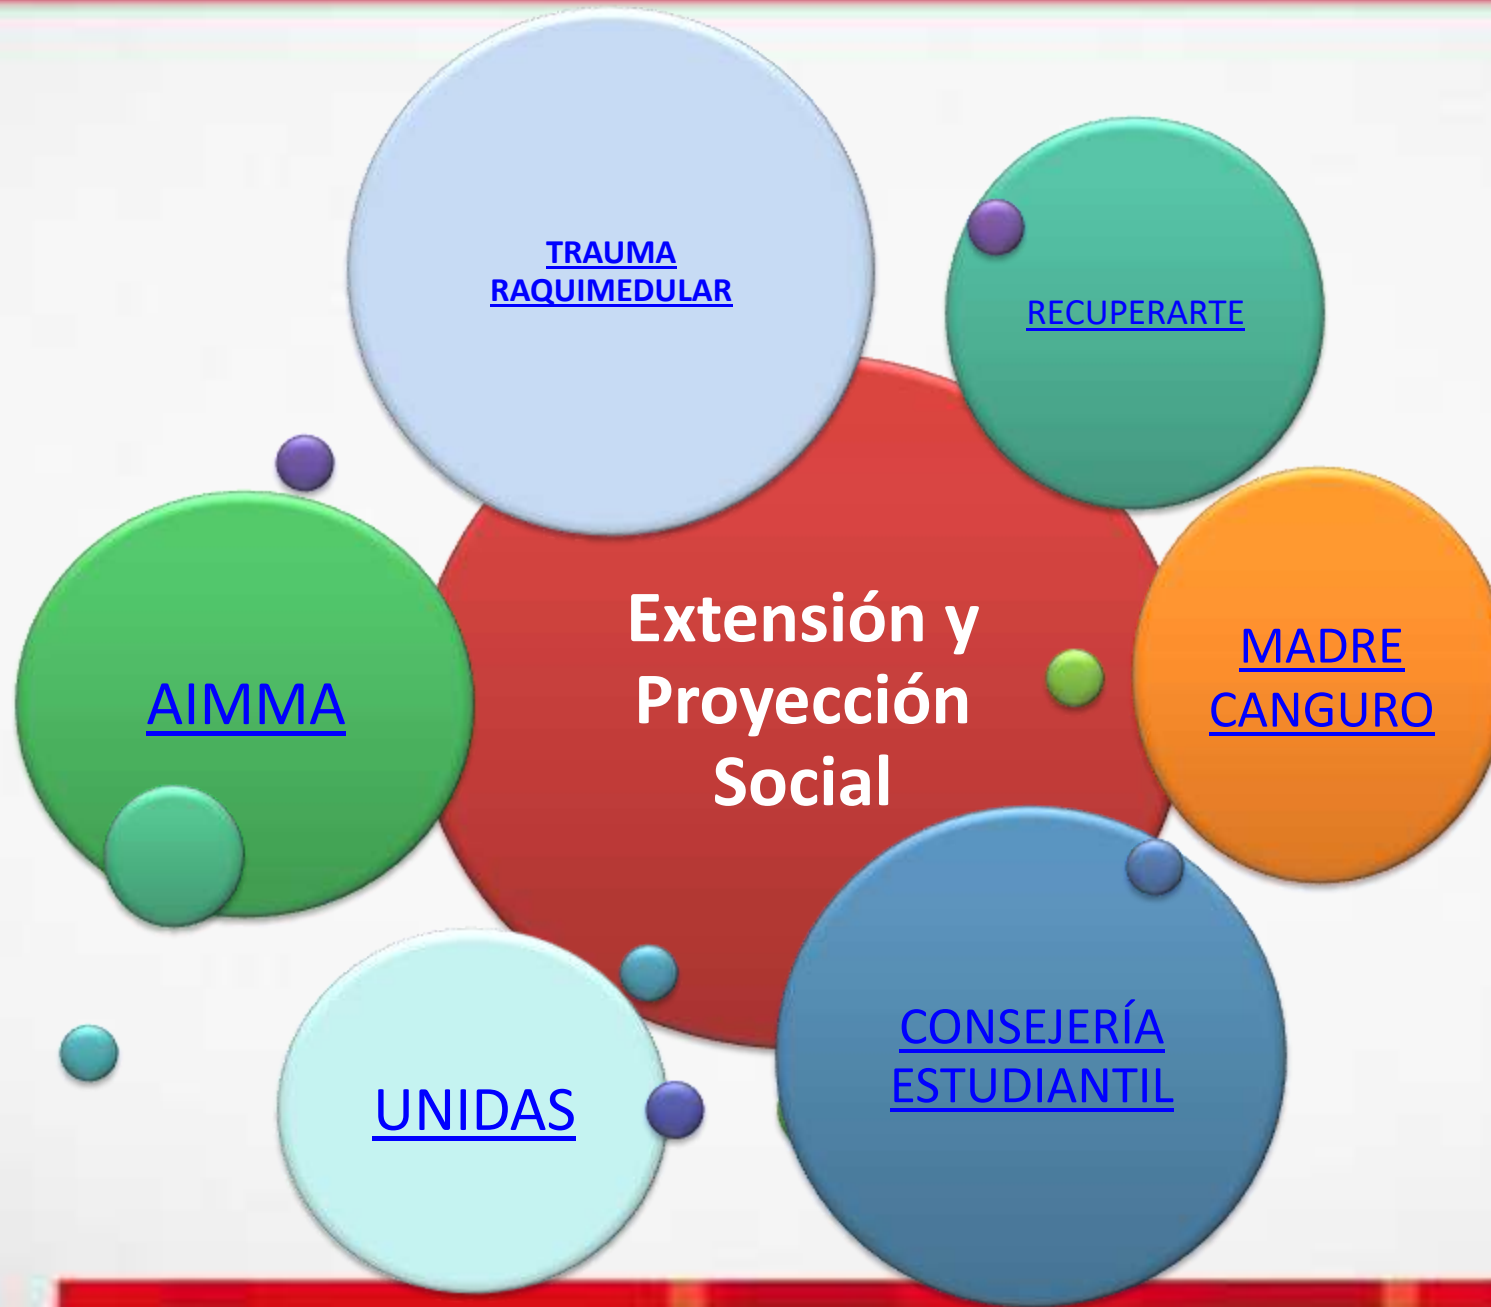 TRAUMA
RAQUIMEDULAR
RECUPERARTE
Extensión y
Proyección
Social
MADRE
CANGURO
AIMMA
CONSEJERÍA
ESTUDIANTIL
UNIDAS